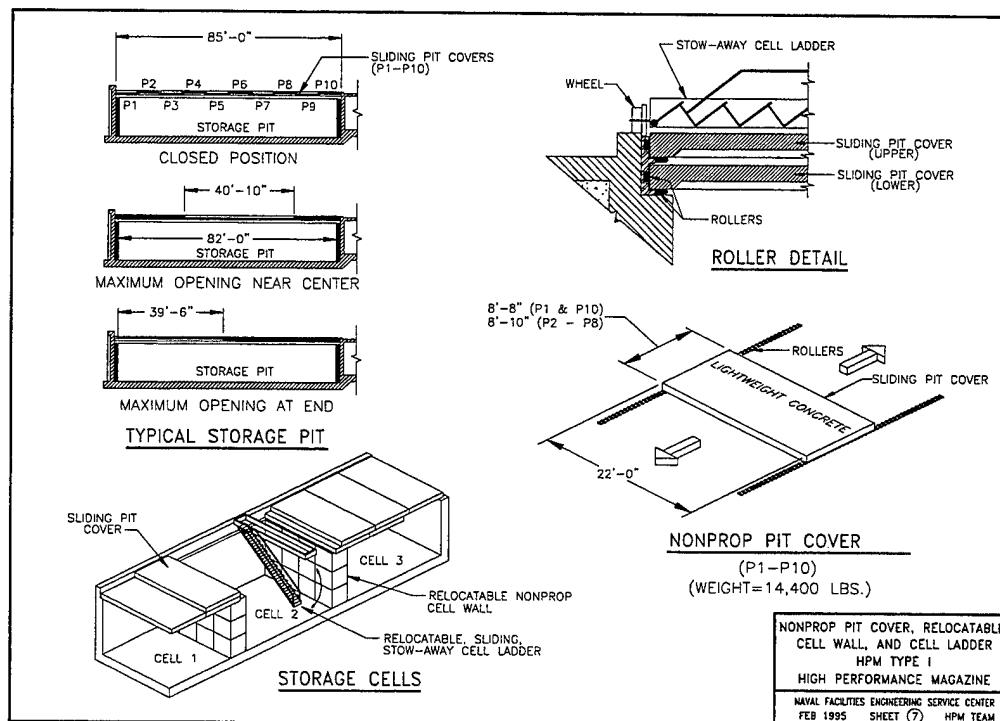 85'-0"
SLIDING PIT COVERS
(P1-P10)
P2 P4 P6 P8 P10
P1 P3 P5 P7 P9
STORAGE PIT
CLOSED POSITION
40'-10"
82'-0"
STORAGE PIT
MAXIMUM OPENING NEAR CENTER
39'-6"
STORAGE PIT
MAXIMUM OPENING AT END
TYPICAL STORAGE PIT
STOW-AWAY CELL LADDER
WHEEL
SLIDING PIT COVER
(UPPER)
SLIDING PIT COVER
(LOWER)
ROLLERS
ROLLER DETAIL
8'-8" (P1 & P10)
8'-10" (P2 - P8)
ROLLERS
SLIDING PIT COVER
LIGHTWEIGHT CONCRETE
22'-0"
NONPROP PIT COVER
(P1-P10)
(WEIGHT=14,400 LBS.)
SLIDING PIT
COVER
CELL 3
CELL 2
CELL 1
RELOCATABLE NONPROP
CELL WALL
RELOCATABLE, SLIDING,
STOW-AWAY CELL LADDER
STORAGE CELLS
NONPROP PIT COVER, RELOCATABLE
CELL WALL, AND CELL LADDER
HPM TYPE I
HIGH PERFORMANCE MAGAZINE
NAVAL FACILITIES ENGINEERING SERVICE CENTER
FEB 1995 SHEET 7 HPM TEAM